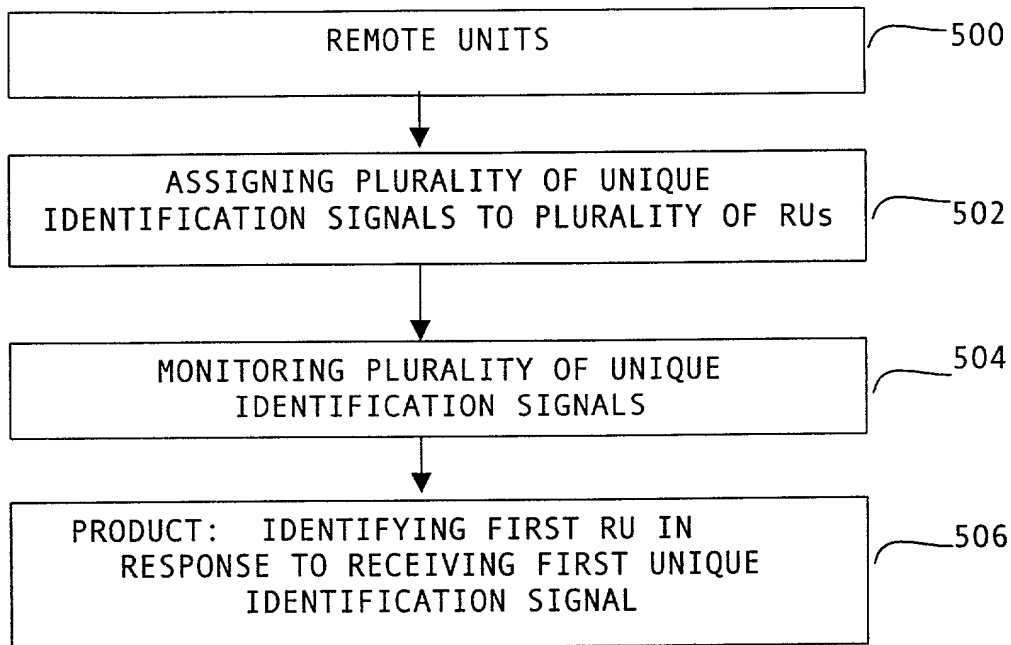 REMOTE UNITS
500
ASSIGNING PLURALITY OF UNIQUE
IDENTIFICATION SIGNALS TO PLURALITY OF RUs
502
MONITORING PLURALITY OF UNIQUE
IDENTIFICATION SIGNALS
504
PRODUCT: IDENTIFYING FIRST RU IN
RESPONSE TO RECEIVING FIRST UNIQUE
IDENTIFICATION SIGNAL
506